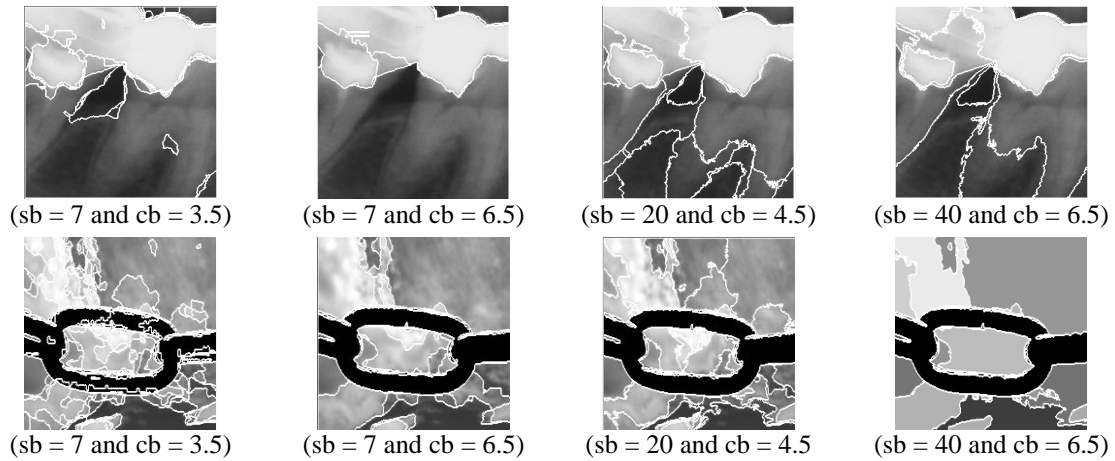 (sb = 7 and cb = 3.5) (sb = 7 and cb = 6.5) (sb = 20 and cb = 4.5) (sb = 40 and cb = 6.5)
(sb = 7 and cb = 3.5) (sb = 7 and cb = 6.5) (sb = 20 and cb = 4.5 (sb = 40 and cb = 6.5)